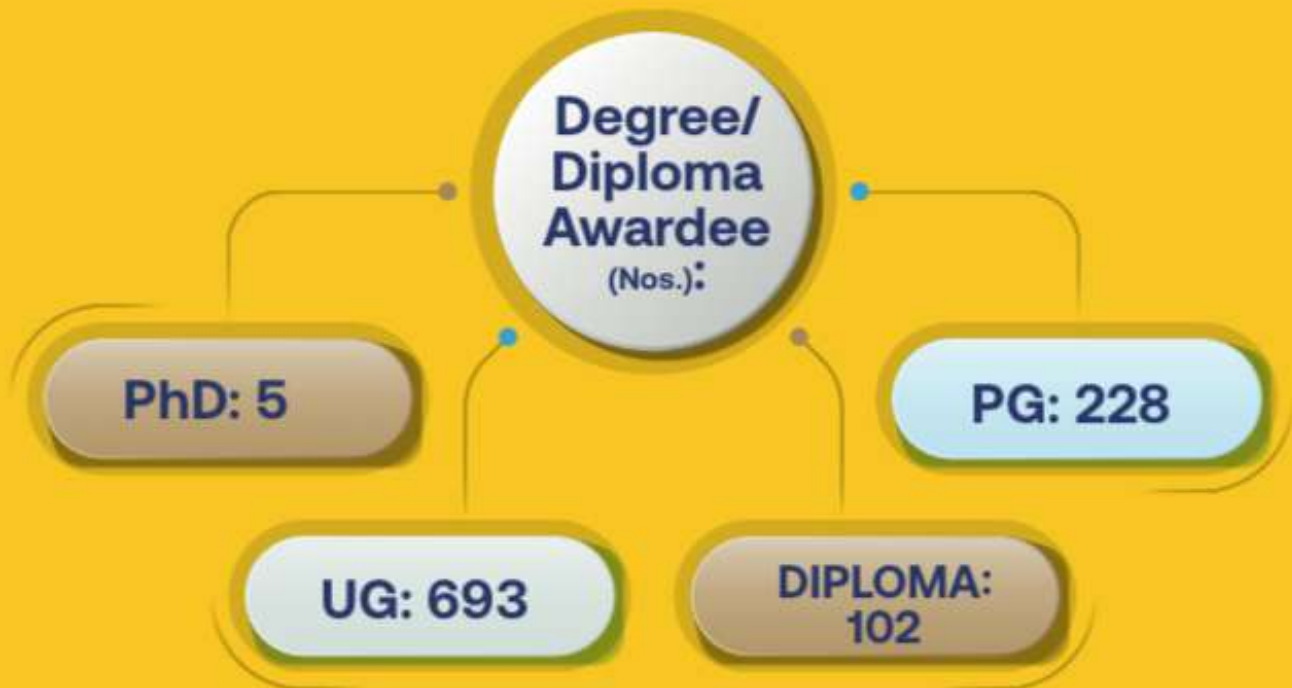 Degree/
Diploma
Awardee
(Nos.):
PhD: 5
PG: 228
UG: 693
DIPLOMA:
102